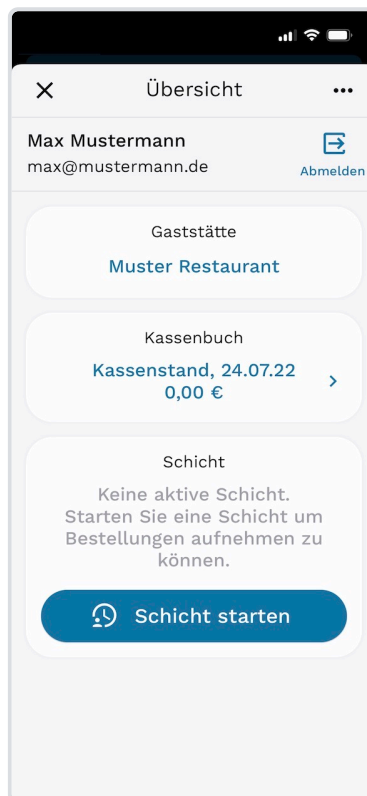 Übersicht
Max Mustermann
max@mustermann.de
Abmelden
Gaststätte
Muster Restaurant
Kassenbuch
Kassenstand, 24.07.22
0,00 €
Schicht
Keine aktive Schicht.
Starten Sie eine Schicht um
Bestellungen aufnehmen zu
können.
Schicht starten